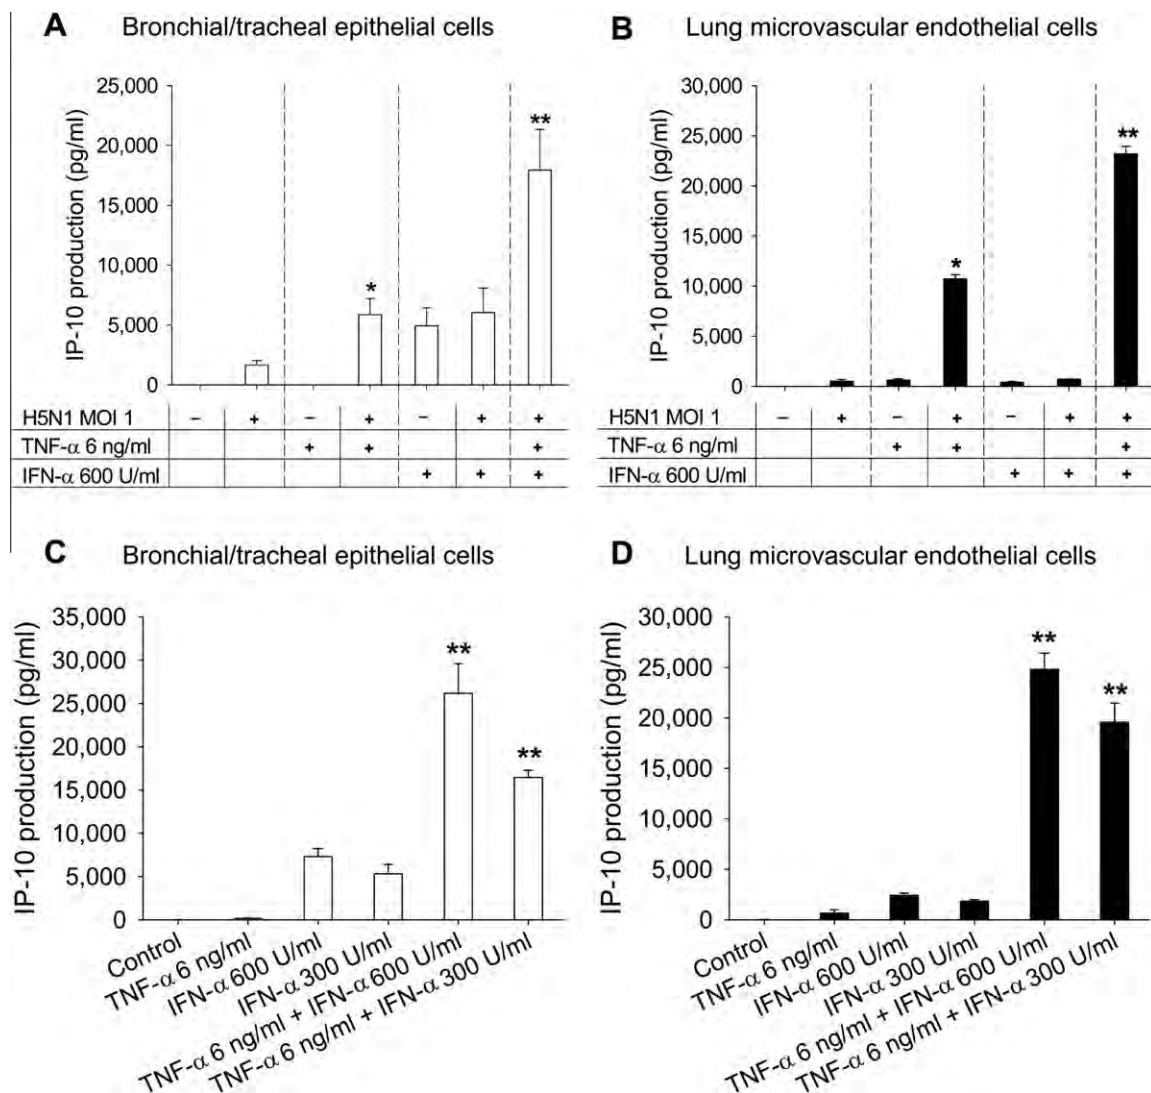 A Bronchial/tracheal epithelial cells
IP-10 production (pg/ml)
25,000
20,000
15,000
10,000
5,000
0
* ** 
H5N1 MOI 1 – + – + – + +
TNF-α 6 ng/ml + + +
IFN-α 600 U/ml + + +
B Lung microvascular endothelial cells
IP-10 production (pg/ml)
30,000
25,000
20,000
15,000
10,000
5,000
0
* **
H5N1 MOI 1 – + – + – + +
TNF-α 6 ng/ml + + +
IFN-α 600 U/ml + + +
C Bronchial/tracheal epithelial cells
IP-10 production (pg/ml)
35,000
30,000
25,000
20,000
15,000
10,000
5,000
0
** **
Control
TNF-α 6 ng/ml
IFN-α 600 U/ml
IFN-α 300 U/ml
TNF-α 6 ng/ml + IFN-α 600 U/ml
TNF-α 6 ng/ml + IFN-α 300 U/ml
D Lung microvascular endothelial cells
IP-10 production (pg/ml)
30,000
25,000
20,000
15,000
10,000
5,000
0
** **
Control
TNF-α 6 ng/ml
IFN-α 600 U/ml
IFN-α 300 U/ml
TNF-α 6 ng/ml + IFN-α 600 U/ml
TNF-α 6 ng/ml + IFN-α 300 U/ml